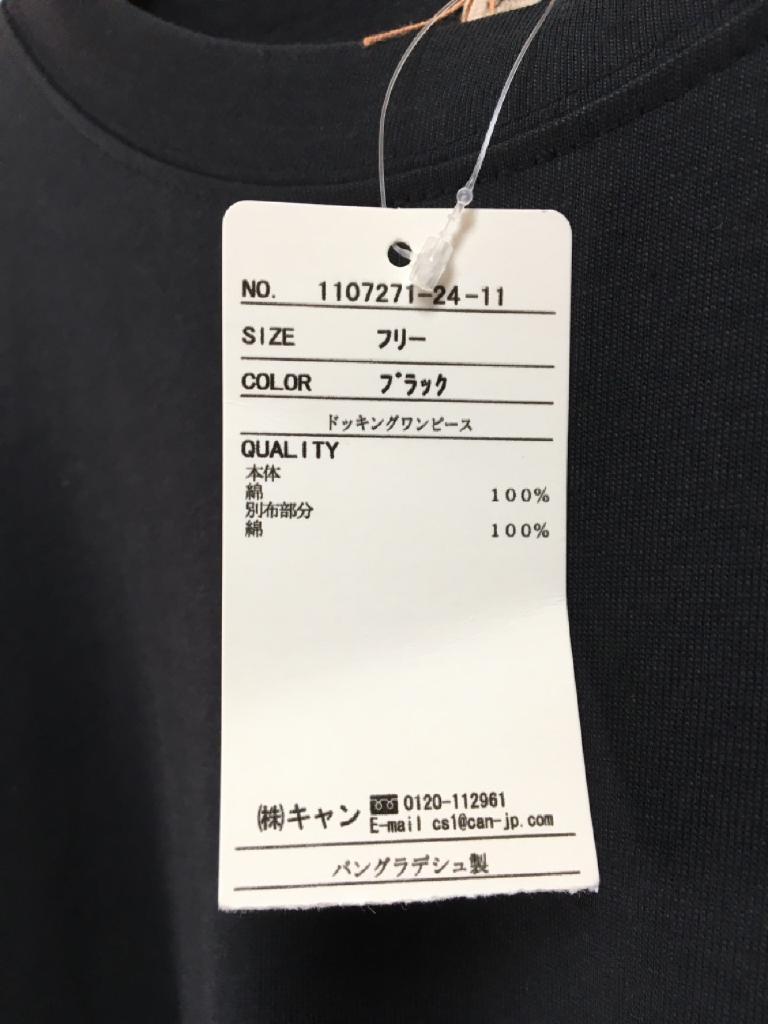 NO. 1107271-24-11
SIZE フリー
COLOR ブラック
ドッキングワンピース
QUALITY
本体
綿 100%
別布部分
綿 100%
㈱キャン 0120-112961
E-mail cs1@can-jp.com
バングラデシュ製